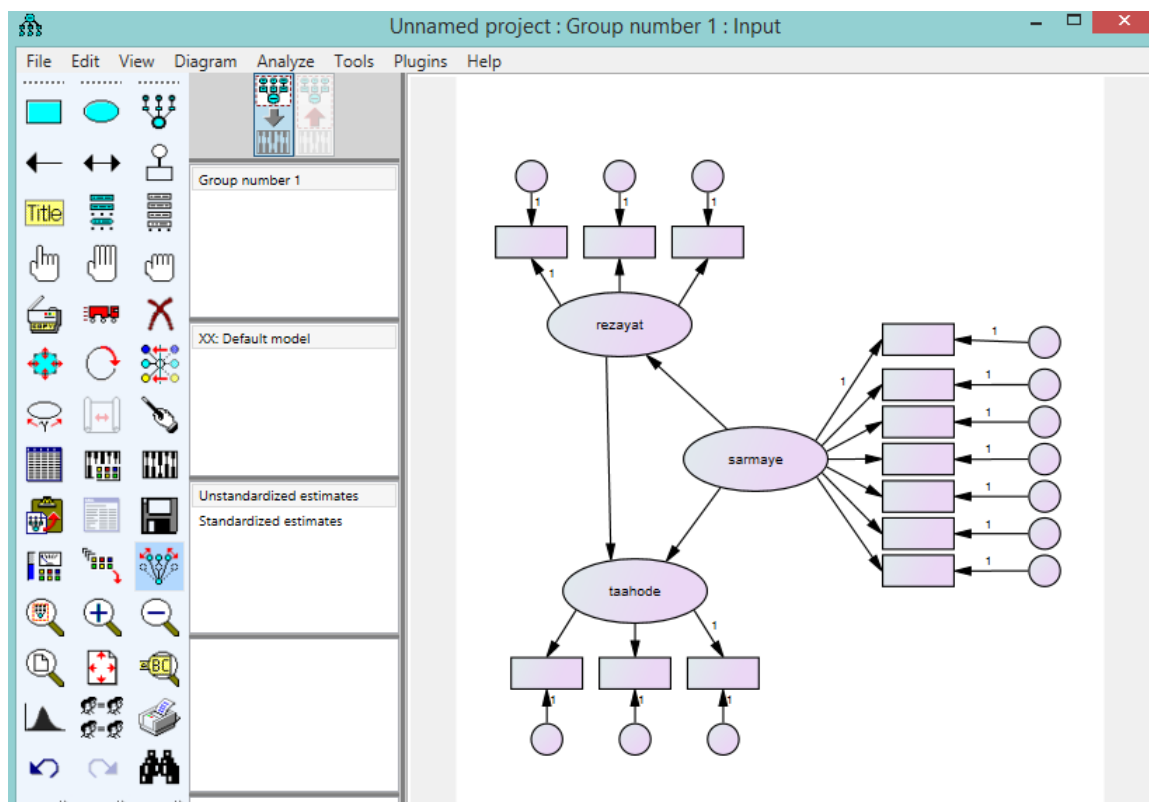 Unnamed project : Group number 1 : Input
File Edit View Diagram Analyze Tools Plugins Help
Title
Group number 1
XX: Default model
Unstandardized estimates
Standardized estimates
1 1 1
1
rezayat
1
1
1
1
1
1
1
1
sarmaye
taahode
1
1 1 1